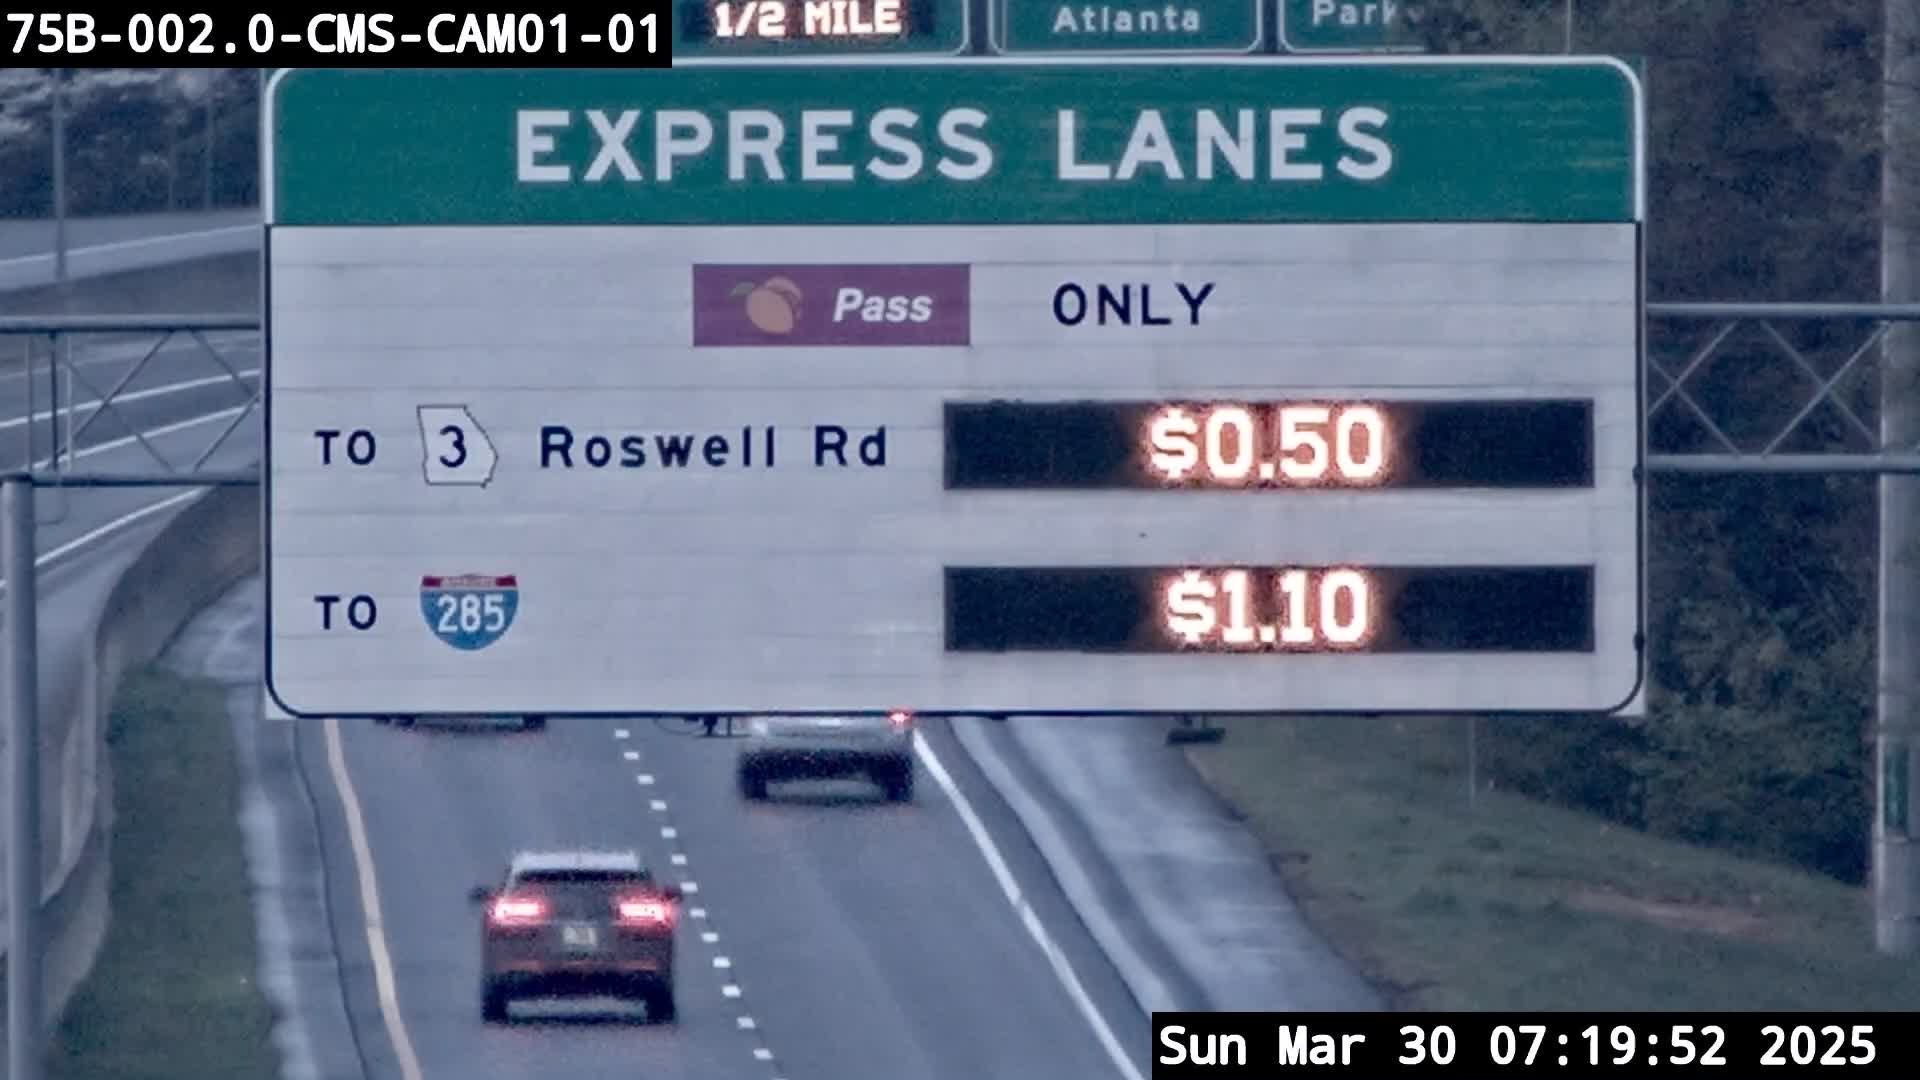 75B-002.0-CMS-CAM01-01
1/2 MILE
Atlanta
Park
EXPRESS LANES
Pass ONLY
TO 3 Roswell Rd $0.50
TO 285 $1.10
Sun Mar 30 07:19:52 2025